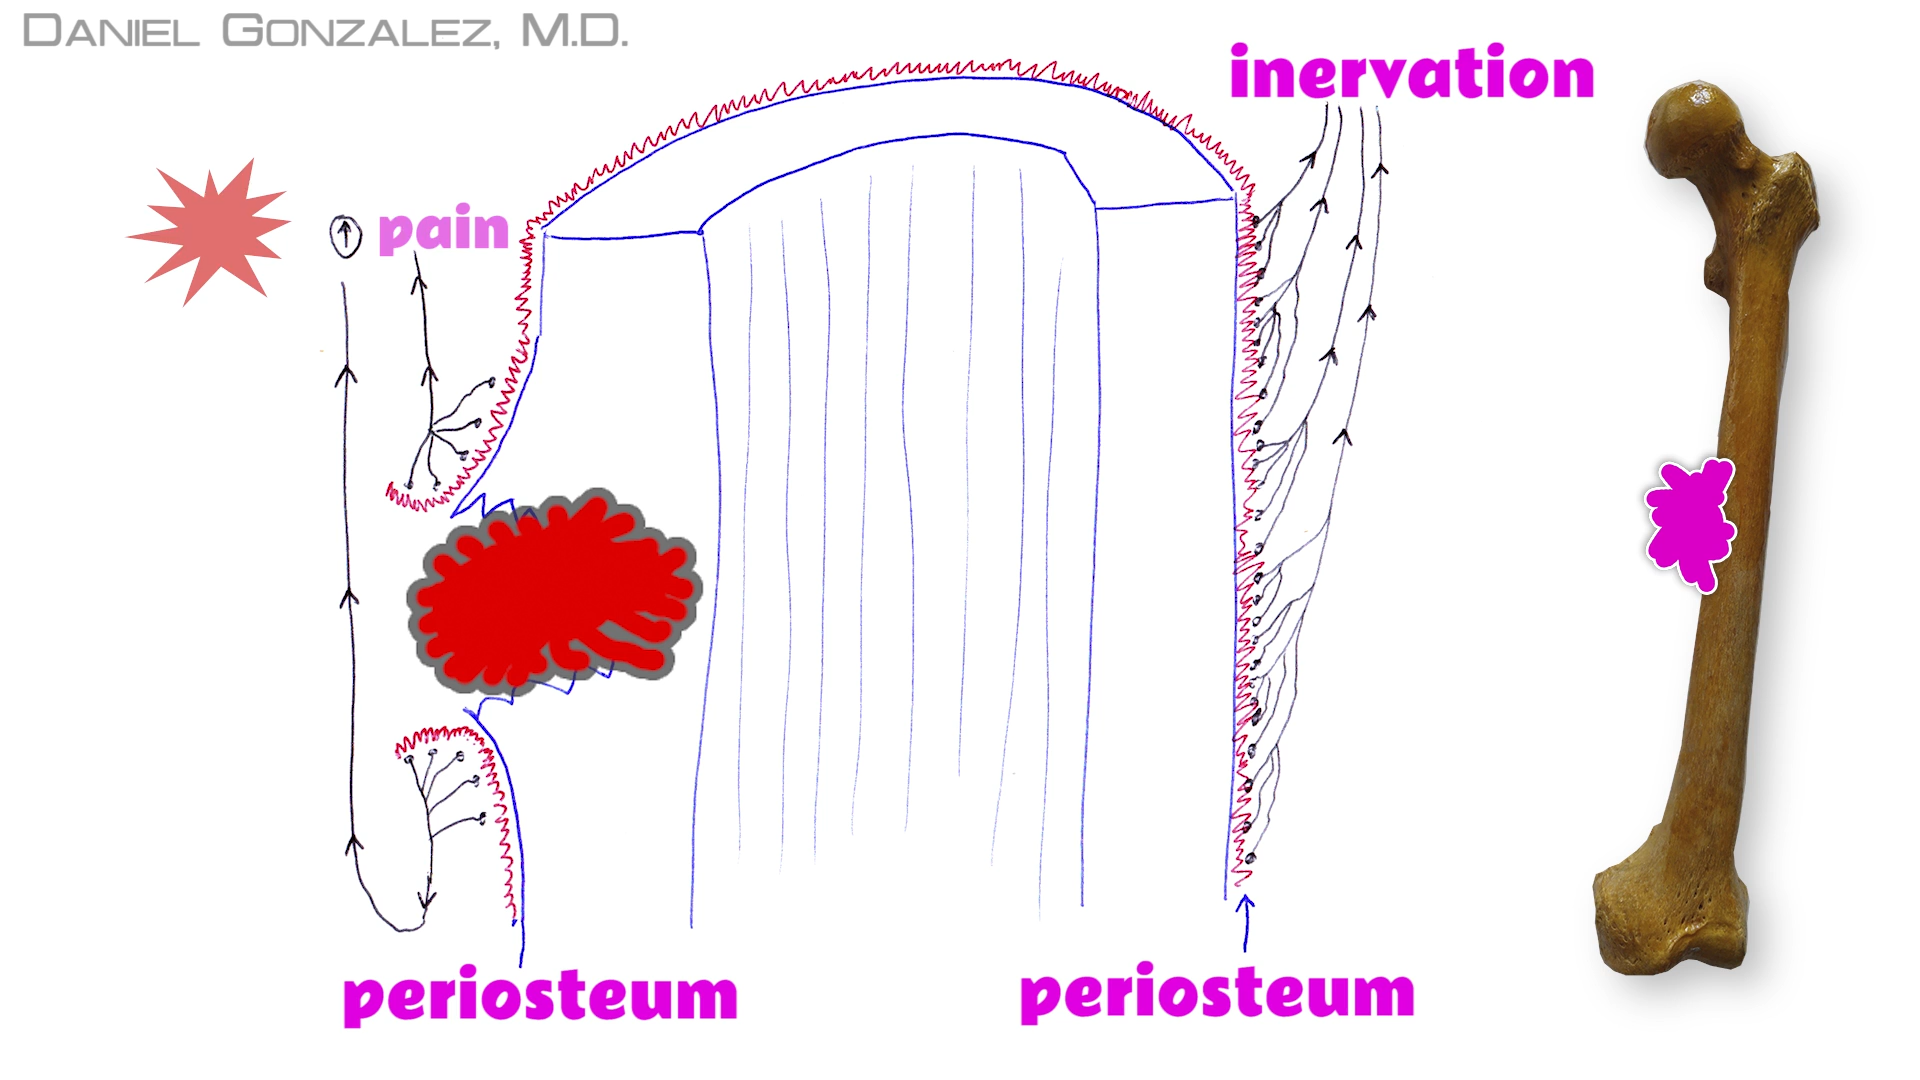 DANIEL GONZALEZ, M.D.
inervation
pain
periosteum
periosteum